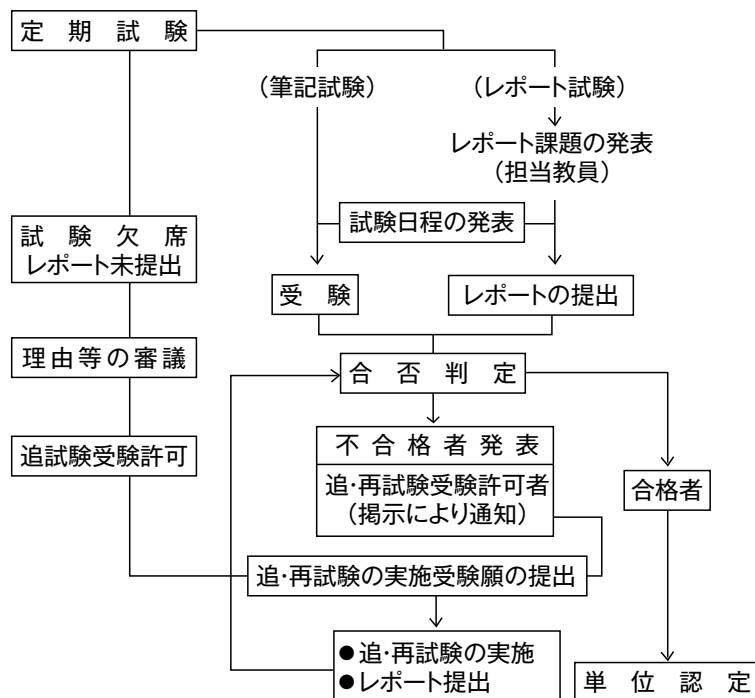 定期試験
(筆記試験)
(レポート試験)
レポート課題の発表
(担当教員)
試験日程の発表
試験欠席
レポート未提出
受験
レポートの提出
理由等の審議
合否判定
追試験受験許可
不合格者発表
追・再試験受験許可者
(掲示により通知)
合格者
追・再試験の実施受験願の提出
●追・再試験の実施
●レポート提出
単位認定